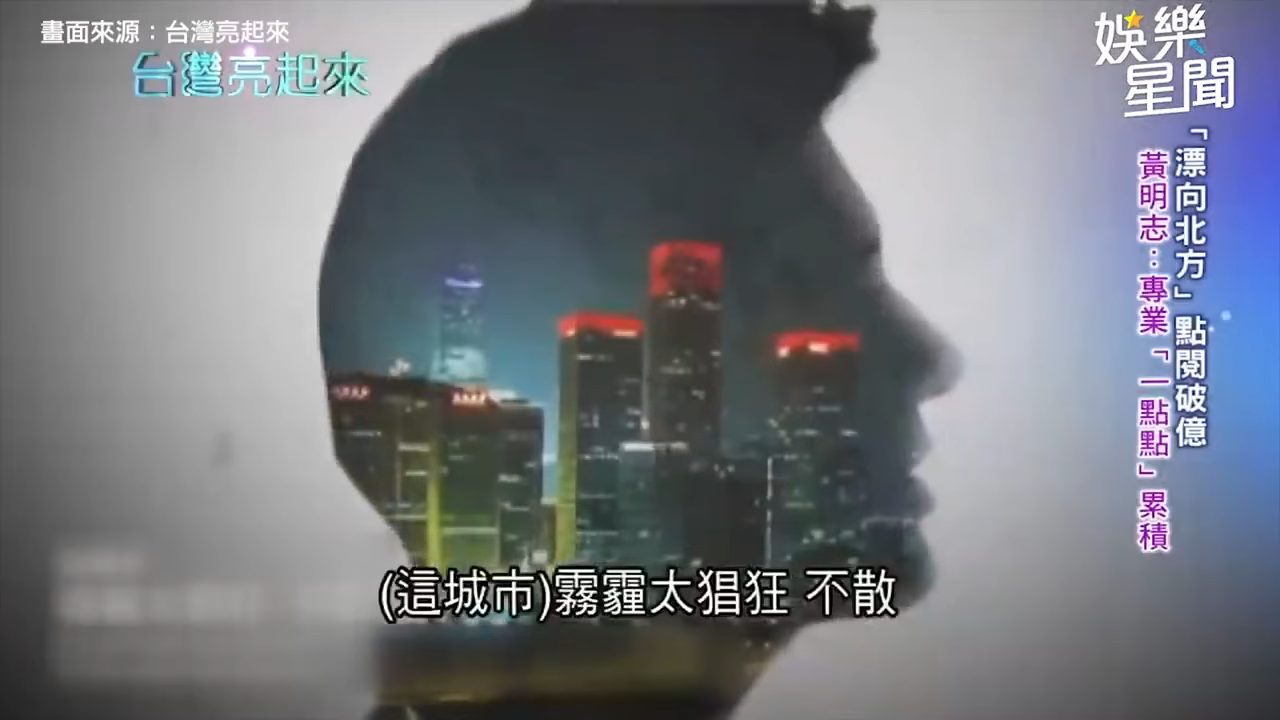 畫面來源：台灣亮起來
台灣亮起來
娛樂
星聞
「漂向北方」點閱破億
黃明志：專業「一點點」累積
(這城市)霧霾太猖狂 不散